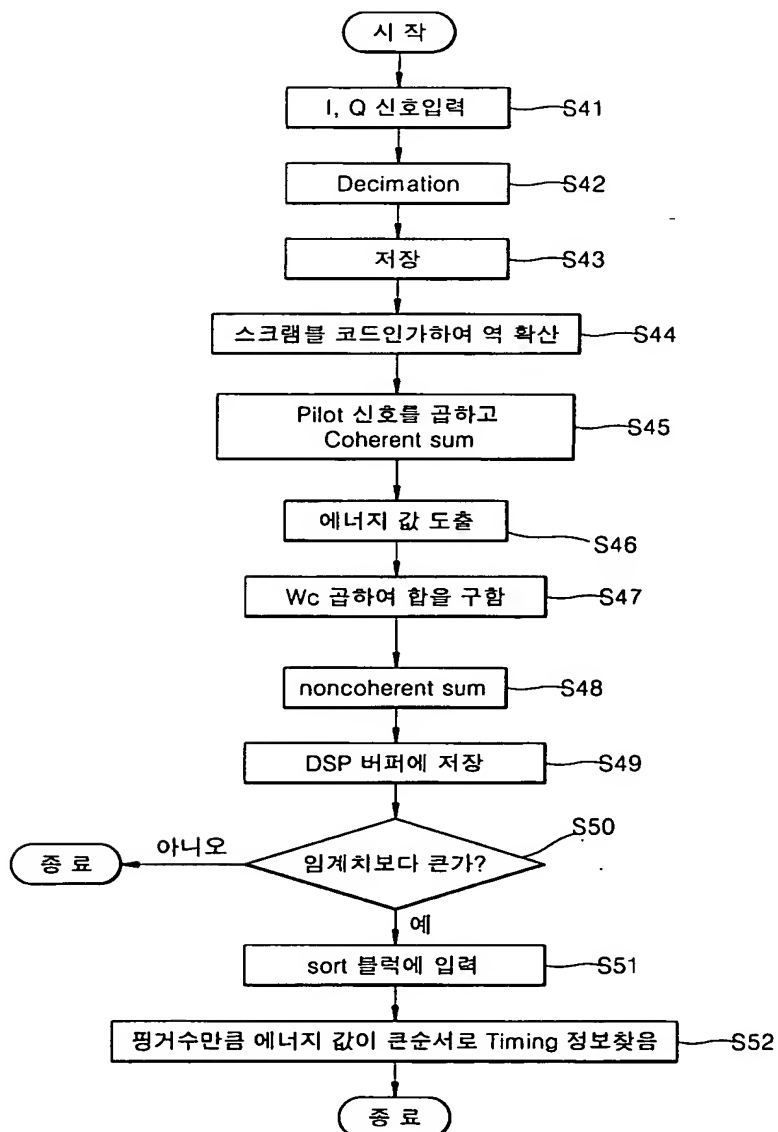 시 작
I, Q 신호입력
S41
Decimation
S42
저장
S43
스크램블 코드인가하여 역 확산
S44
Pilot 신호를 곱하고
Coherent sum
S45
에너지 값 도출
S46
Wc 곱하여 합을 구함
S47
noncoherent sum
S48
DSP 버퍼에 저장
S49
S50
임계치보다 큰가?
아니오
종 료
예
sort 블럭에 입력
S51
핑거수만큼 에너지 값이 큰순서로 Timing 정보찾음
S52
종 료